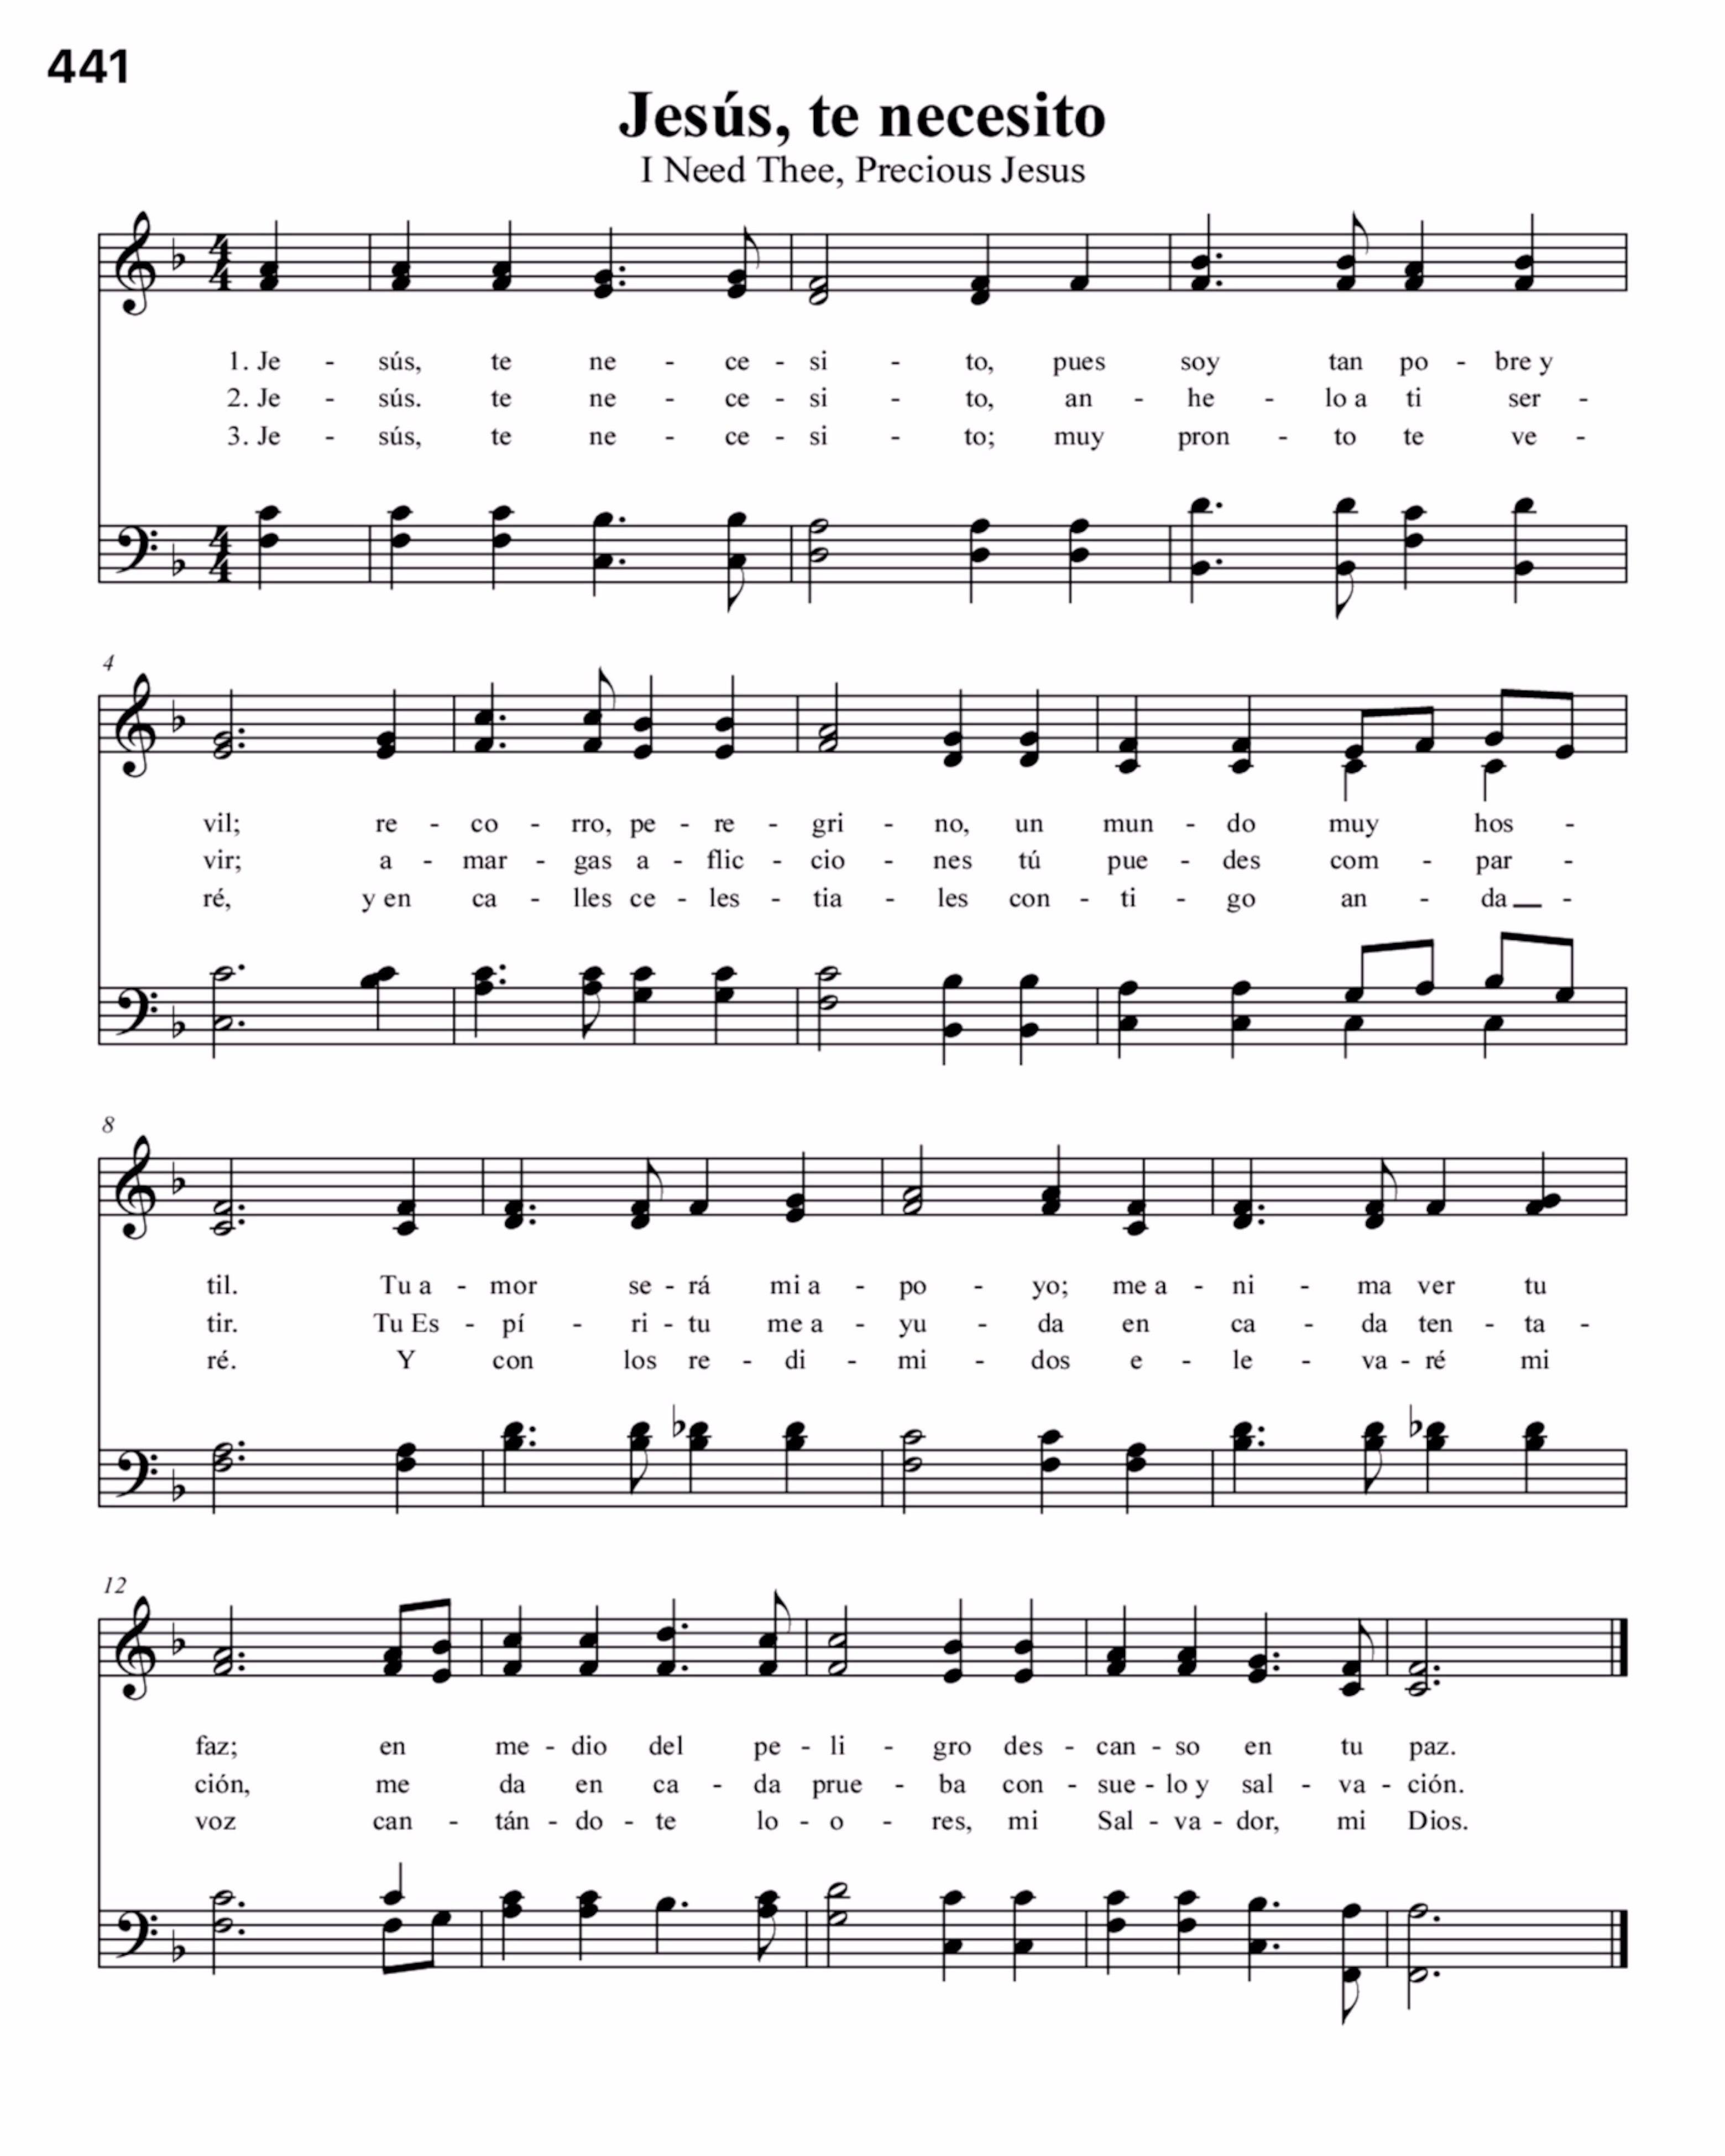 441
Jesús, te necesito
I Need Thee, Precious Jesus
1. Je - sús, te ne - ce - si - to, pues soy tan po - bre y
2. Je - sús. te ne - ce - si - to, an - he - lo a ti ser -
3. Je - sús, te ne - ce - si - to; muy pron - to te ve -
4
vil; re - co - rro, pe - re - gri - no, un mun - do muy hos -
vir; a - mar - gas a - flic - cio - nes tú pue - des com - par -
ré, y en ca - lles ce - les - tia - les con - ti - go an - da -
8
til. Tu a - mor se - rá mi a - po - yo; me a - ni - ma ver tu
tir. Tu Es - pí - ri - tu me a - yu - da en ca - da ten - ta -
ré. Y con los re - di - mi - dos e - le - va - ré mi
12
faz; en me - dio del pe - li - gro des - can - so en tu paz.
ción, me da en ca - da prue - ba con - sue - lo y sal - va - ción.
voz can - tán - do - te lo - o - res, mi Sal - va - dor, mi Dios.